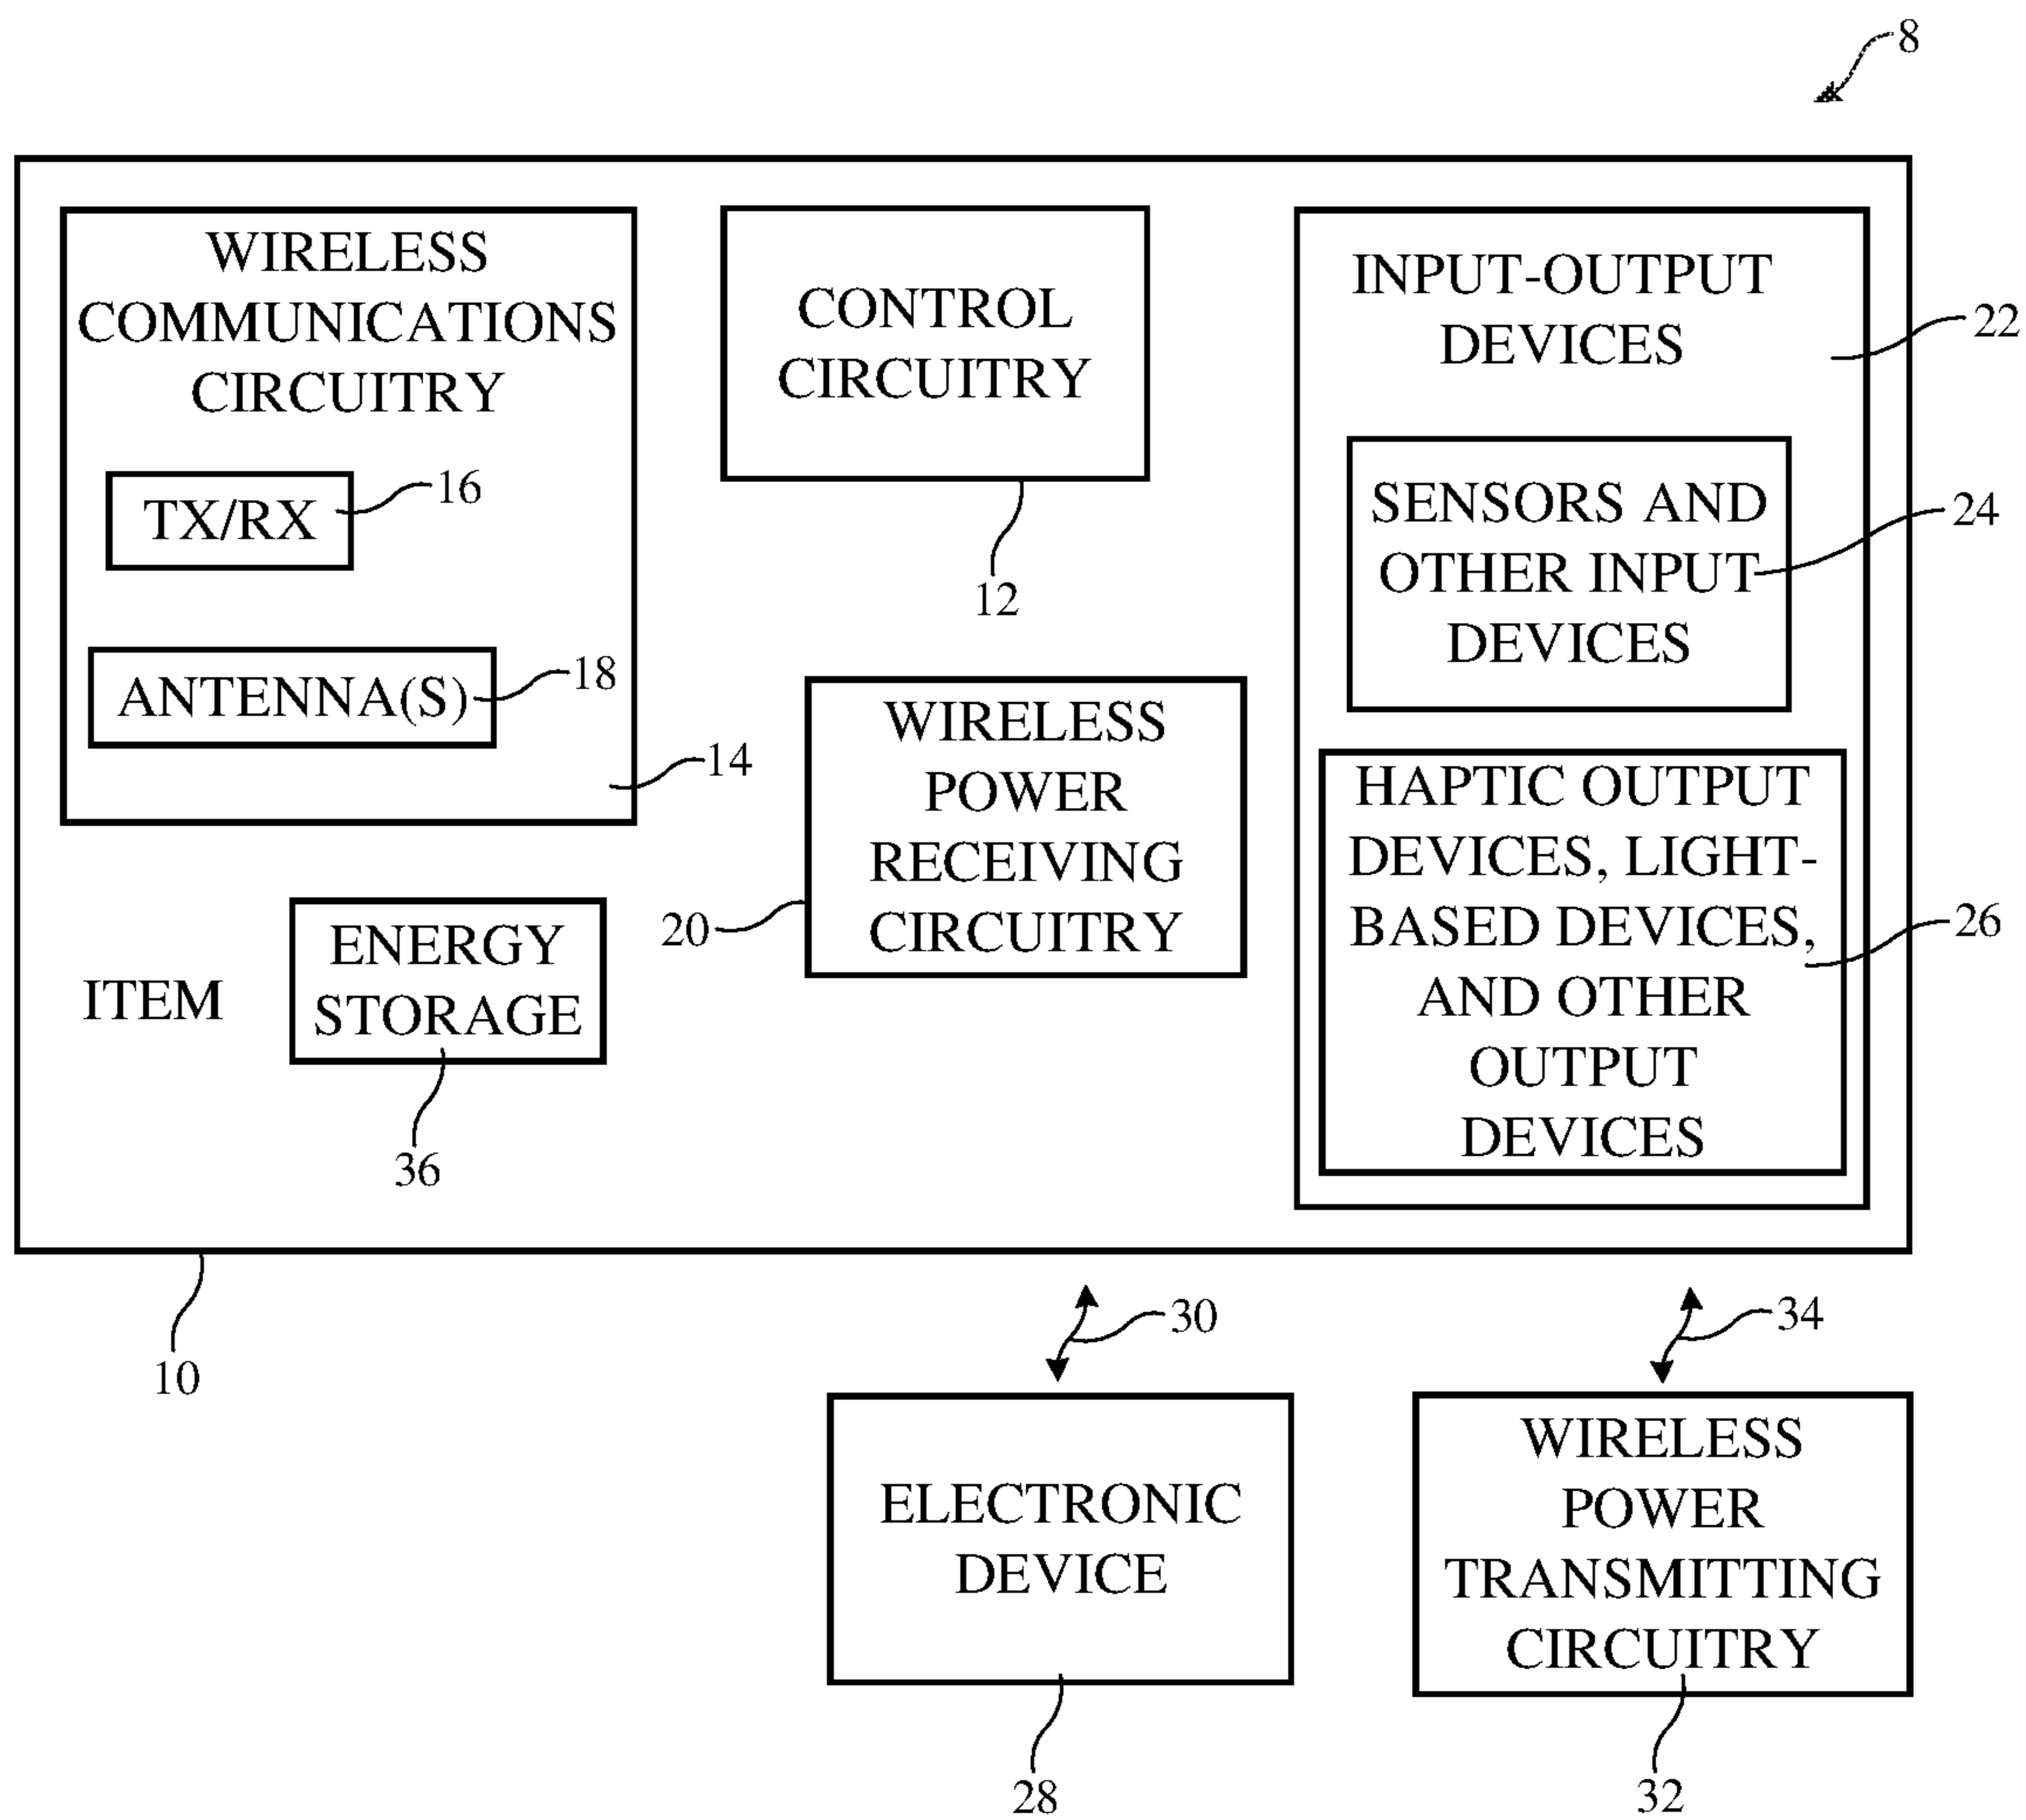 8
WIRELESS
COMMUNICATIONS
CIRCUITRY
TX/RX
16
ANTENNA(S)
18
14
CONTROL
CIRCUITRY
12
INPUT-OUTPUT
DEVICES
22
SENSORS AND
OTHER INPUT
DEVICES
24
WIRELESS
POWER
RECEIVING
CIRCUITRY
20
HAPTIC OUTPUT
DEVICES, LIGHT-
BASED DEVICES,
AND OTHER
OUTPUT
DEVICES
26
ITEM
ENERGY
STORAGE
36
10
30
34
ELECTRONIC
DEVICE
28
WIRELESS
POWER
TRANSMITTING
CIRCUITRY
32